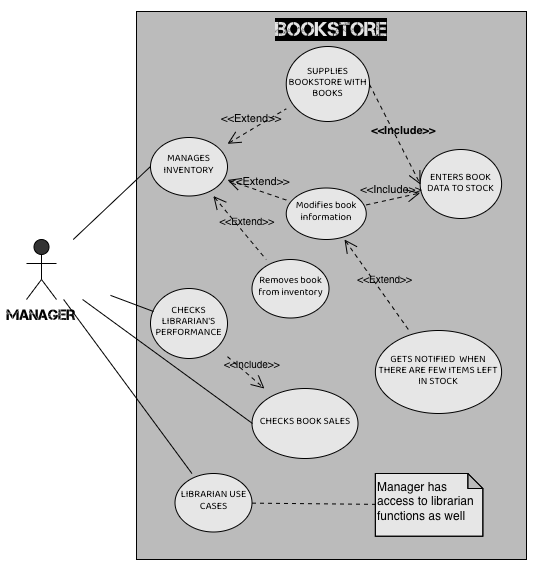 BOOKSTORE
SUPPLIES
BOOKSTORE WITH
BOOKS
<<Extend>>
<<Include>>
MANAGES
INVENTORY
<<Extend>>
<<Include>>
ENTERS BOOK
DATA TO STOCK
Modifies book
information
<<Extend>>
Removes book
from inventory
<<Extend>>
MANAGER
CHECKS
LIBRARIAN'S
PERFORMANCE
<<Include>>
GETS NOTIFIED WHEN
THERE ARE FEW ITEMS LEFT
IN STOCK
CHECKS BOOK SALES
LIBRARIAN USE
CASES
Manager has
access to librarian
functions as well